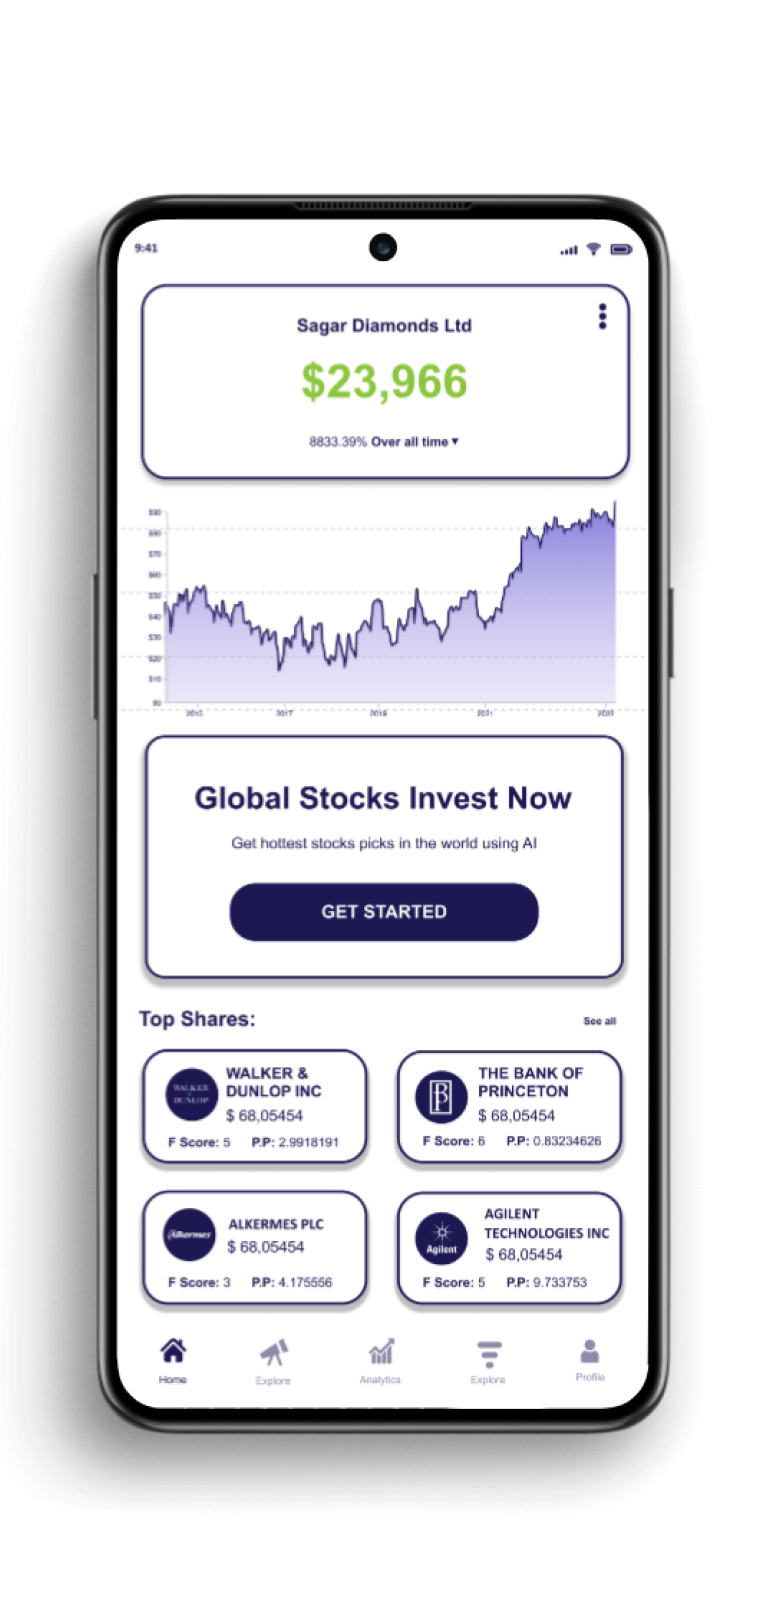 9:41
Sagar Diamonds Ltd
$23,966
8833.39% Over all time ▾
$90
$80
$70
$60
$50
$40
$30
$20
$10
$0
2015 2017 2019 2021 2023
Global Stocks Invest Now
Get hottest stocks picks in the world using AI
GET STARTED
Top Shares:
See all
WALKER & DUNLOP
WALKER &
DUNLOP INC
$ 68,05454
F Score: 5 P.P: 2.9918191
THE BANK OF
PRINCETON
$ 68,05454
F Score: 6 P.P: 0.83234626
Alkermes
ALKERMES PLC
$ 68,05454
F Score: 3 P.P: 4.175556
Agilent
AGILENT
TECHNOLOGIES INC
$ 68,05454
F Score: 5 P.P: 9.733753
Home Explore Analytics Explore Profile